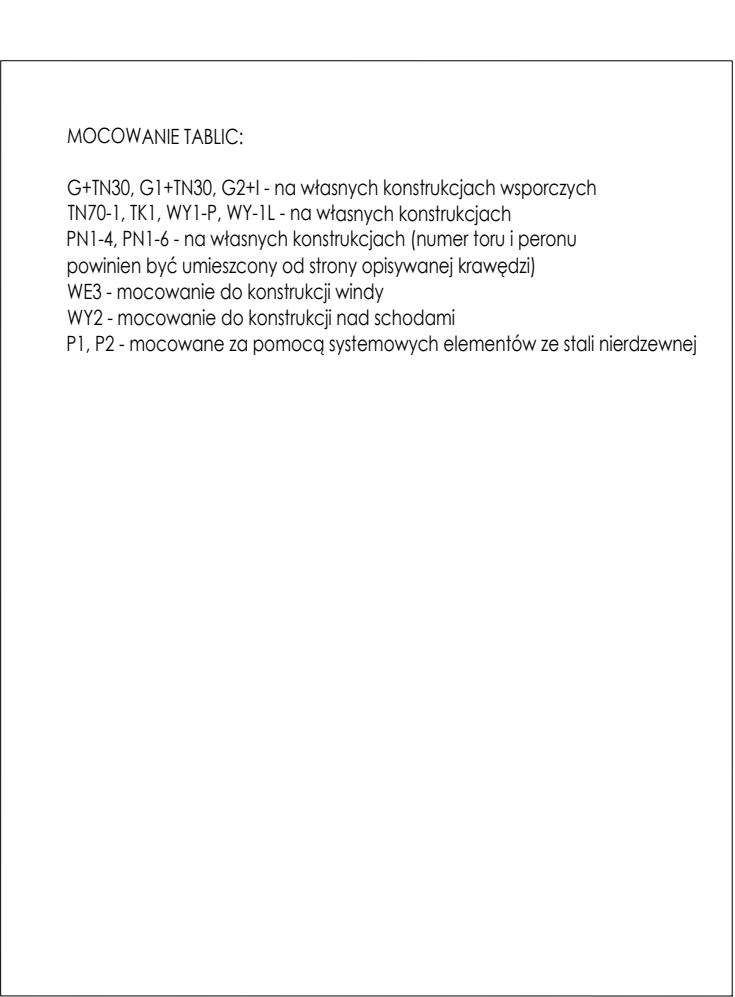 MOCOWANIE TABLIC:
G+TN30, G1+TN30, G2+I - na własnych konstrukcjach wsporczych
TN70-1, TK1, WY1-P, WY-1L - na własnych konstrukcjach
PN1-4, PN1-6 - na własnych konstrukcjach (numer toru i peronu
powinien być umieszcony od strony opisywanej krawędzi)
WE3 - mocowanie do konstrukcji windy
WY2 - mocowanie do konstrukcji nad schodami
P1, P2 - mocowane za pomocą systemowych elementów ze stali nierdzewnej